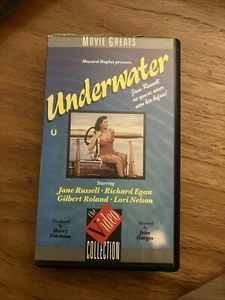 MOVIE GREATS
Howard Hughes presents
Underwater
Jane Russell
as you've never
seen her before!
U
Starring
Jane Russell • Richard Egan
Gilbert Roland • Lori Nelson
Produced by
Harry
Tatelman
the
Video
COLLECTION
Directed by
John
Sturges